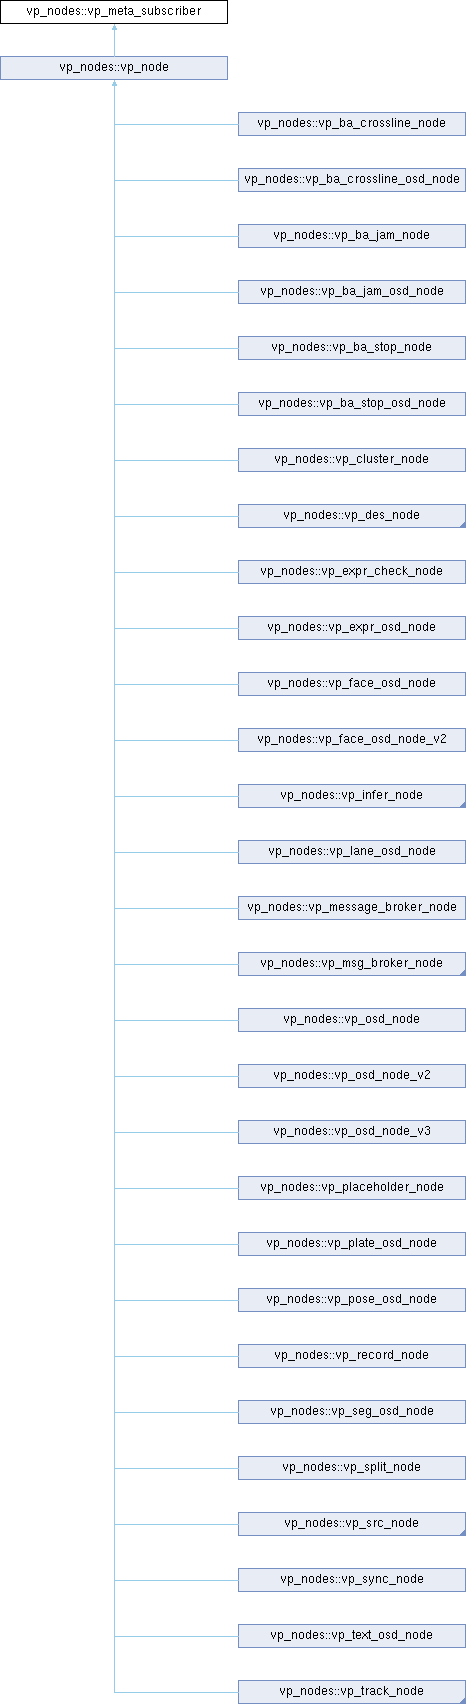 vp_nodes::vp_meta_subscriber
vp_nodes::vp_node
vp_nodes::vp_ba_crossline_node
vp_nodes::vp_ba_crossline_osd_node
vp_nodes::vp_ba_jam_node
vp_nodes::vp_ba_jam_osd_node
vp_nodes::vp_ba_stop_node
vp_nodes::vp_ba_stop_osd_node
vp_nodes::vp_cluster_node
vp_nodes::vp_des_node
vp_nodes::vp_expr_check_node
vp_nodes::vp_expr_osd_node
vp_nodes::vp_face_osd_node
vp_nodes::vp_face_osd_node_v2
vp_nodes::vp_infer_node
vp_nodes::vp_lane_osd_node
vp_nodes::vp_message_broker_node
vp_nodes::vp_msg_broker_node
vp_nodes::vp_osd_node
vp_nodes::vp_osd_node_v2
vp_nodes::vp_osd_node_v3
vp_nodes::vp_placeholder_node
vp_nodes::vp_plate_osd_node
vp_nodes::vp_pose_osd_node
vp_nodes::vp_record_node
vp_nodes::vp_seg_osd_node
vp_nodes::vp_split_node
vp_nodes::vp_src_node
vp_nodes::vp_sync_node
vp_nodes::vp_text_osd_node
vp_nodes::vp_track_node